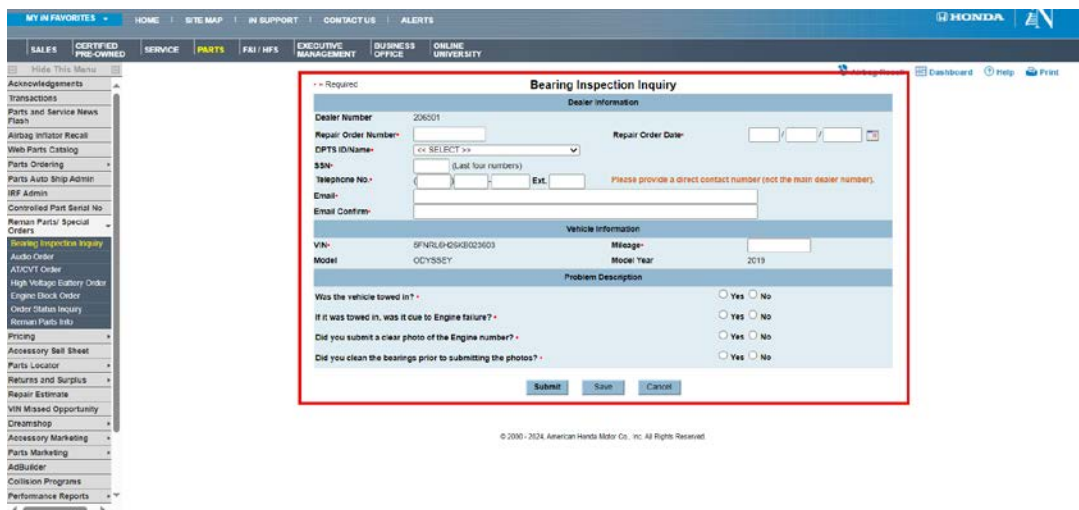 MY iN FAVORITES
HOME
SITE MAP
IN SUPPORT
CONTACT US
ALERTS
HONDA
SALES
CERTIFIED PRE-OWNED
SERVICE
PARTS
F&I / HFS
EXECUTIVE MANAGEMENT
BUSINESS OFFICE
ONLINE UNIVERSITY
Hide This Menu
Airbag Recall
Dashboard
Help
Print
Acknowledgements
Transactions
Parts and Service News Flash
Airbag Inflator Recall
Web Parts Catalog
Parts Ordering
Parts Auto Ship Admin
IRF Admin
Controlled Part Serial No
Reman Parts/ Special Orders
Bearing Inspection Inquiry
Audio Order
AT/CVT Order
High Voltage Battery Order
Engine Block Order
Order Status Inquiry
Reman Parts Info
Pricing
Accessory Sell Sheet
Parts Locator
Returns and Surplus
Repair Estimate
VIN Missed Opportunity
Dreamshop
Accessory Marketing
Parts Marketing
AdBuilder
Collision Programs
Performance Reports
• = Required
Bearing Inspection Inquiry
Dealer Information
Dealer Number 206501
Repair Order Number• Repair Order Date• / /
DPTS ID/Name• << SELECT >>
SSN• (Last four numbers)
Telephone No.• ( ) - Ext. Please provide a direct contact number (not the main dealer number).
Email•
Email Confirm•
Vehicle Information
VIN• 5FNRL6H26KB023603 Mileage•
Model ODYSSEY Model Year 2019
Problem Description
Was the vehicle towed in? • Yes No
If it was towed in, was it due to Engine failure? • Yes No
Did you submit a clear photo of the Engine number? • Yes No
Did you clean the bearings prior to submitting the photos? • Yes No
Submit Save Cancel
© 2000 - 2024, American Honda Motor Co., Inc. All Rights Reserved.